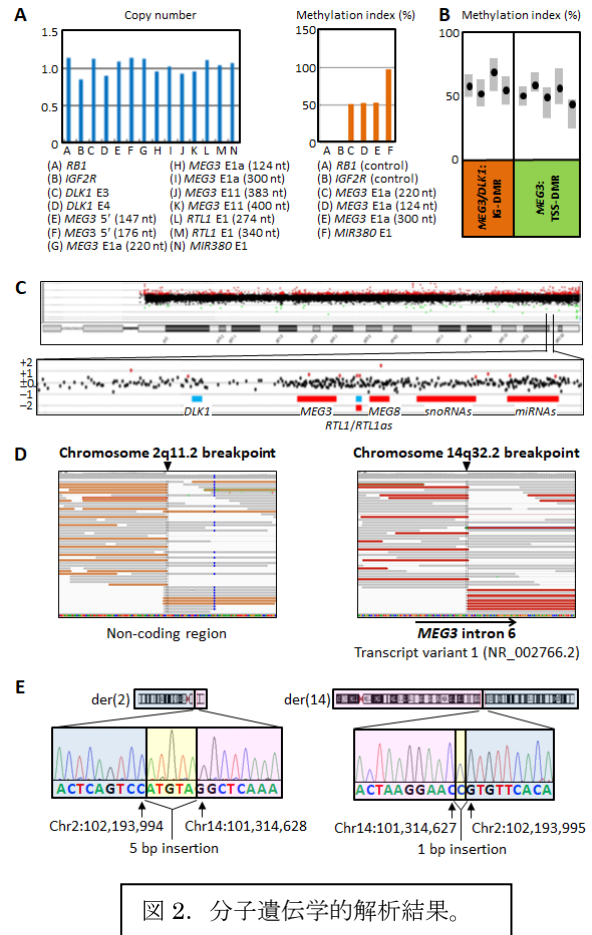 A
Copy number
1.5
1.0
0.5
0
A B C D E F G H I J K L M N
(A) RB1
(B) IGF2R
(C) DLK1 E3
(D) DLK1 E4
(E) MEG3 5′ (147 nt)
(F) MEG3 5′ (176 nt)
(G) MEG3 E1a (220 nt)
(H) MEG3 E1a (124 nt)
(I) MEG3 E1a (300 nt)
(J) MEG3 E11 (383 nt)
(K) MEG3 E11 (400 nt)
(L) RTL1 E1 (274 nt)
(M) RTL1 E1 (340 nt)
(N) MIR380 E1
Methylation index (%)
150
100
50
0
A B C D E F
(A) RB1 (control)
(B) IGF2R (control)
(C) MEG3 E1a (220 nt)
(D) MEG3 E1a (124 nt)
(E) MEG3 E1a (300 nt)
(F) MIR380 E1
B
Methylation index (%)
100
50
0
MEG3/DLK1:
IG-DMR
MEG3:
TSS-DMR
C
+2
+1
±0
−1
−2
DLK1
MEG3
RTL1/RTL1as
MEG8
snoRNAs
miRNAs
D
Chromosome 2q11.2 breakpoint
Non-coding region
Chromosome 14q32.2 breakpoint
MEG3 intron 6
Transcript variant 1 (NR_002766.2)
E
der(2)
ACTCAGTCCATGTAGGCTCAAA
Chr2:102,193,994
Chr14:101,314,628
5 bp insertion
der(14)
ACTAAGGAACCCGTGTTCACA
Chr14:101,314,627
Chr2:102,193,995
1 bp insertion
図 2．分子遺伝学的解析結果。